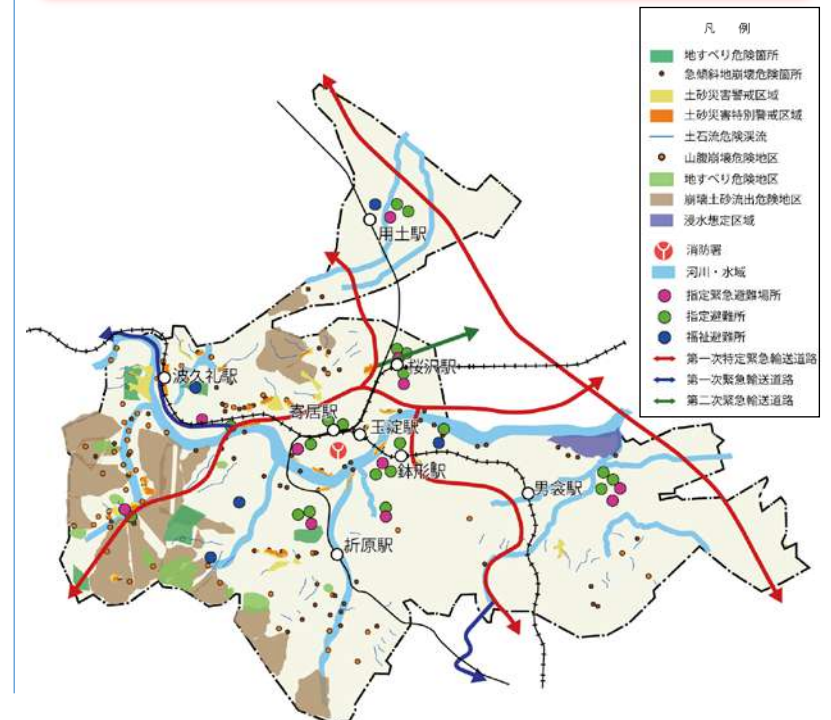 凡 例
地すべり危険箇所
急傾斜地崩壊危険箇所
土砂災害警戒区域
土砂災害特別警戒区域
土石流危険渓流
山腹崩壊危険地区
地すべり危険地区
崩壊土砂流出危険地区
浸水想定区域
消防署
河川・水域
指定緊急避難場所
指定避難所
福祉避難所
第一次特定緊急輸送道路
第一次緊急輸送道路
第二次緊急輸送道路
用土駅
桜沢駅
波久礼駅
寄居駅
玉淀駅
鉢形駅
男衾駅
折原駅